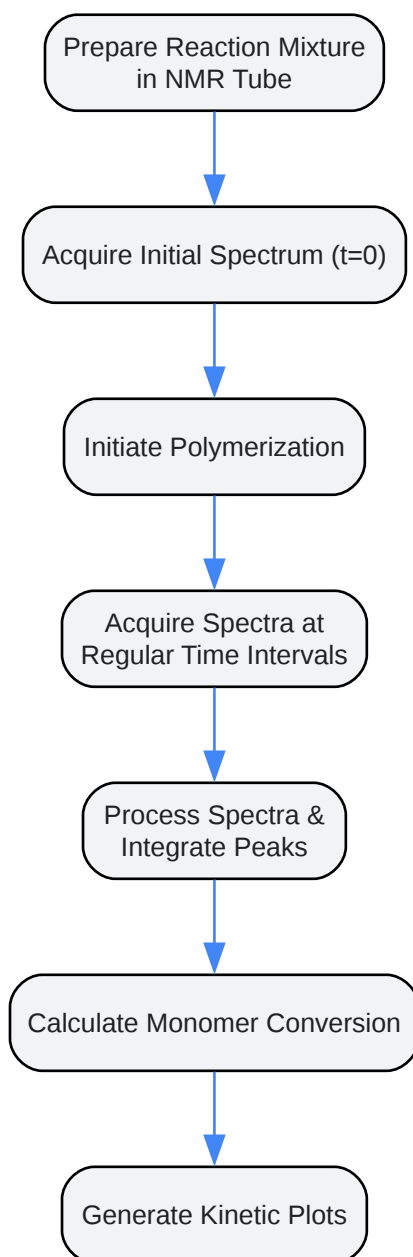 Prepare Reaction Mixture
in NMR Tube
Acquire Initial Spectrum (t=0)
Initiate Polymerization
Acquire Spectra at
Regular Time Intervals
Process Spectra &
Integrate Peaks
Calculate Monomer Conversion
Generate Kinetic Plots